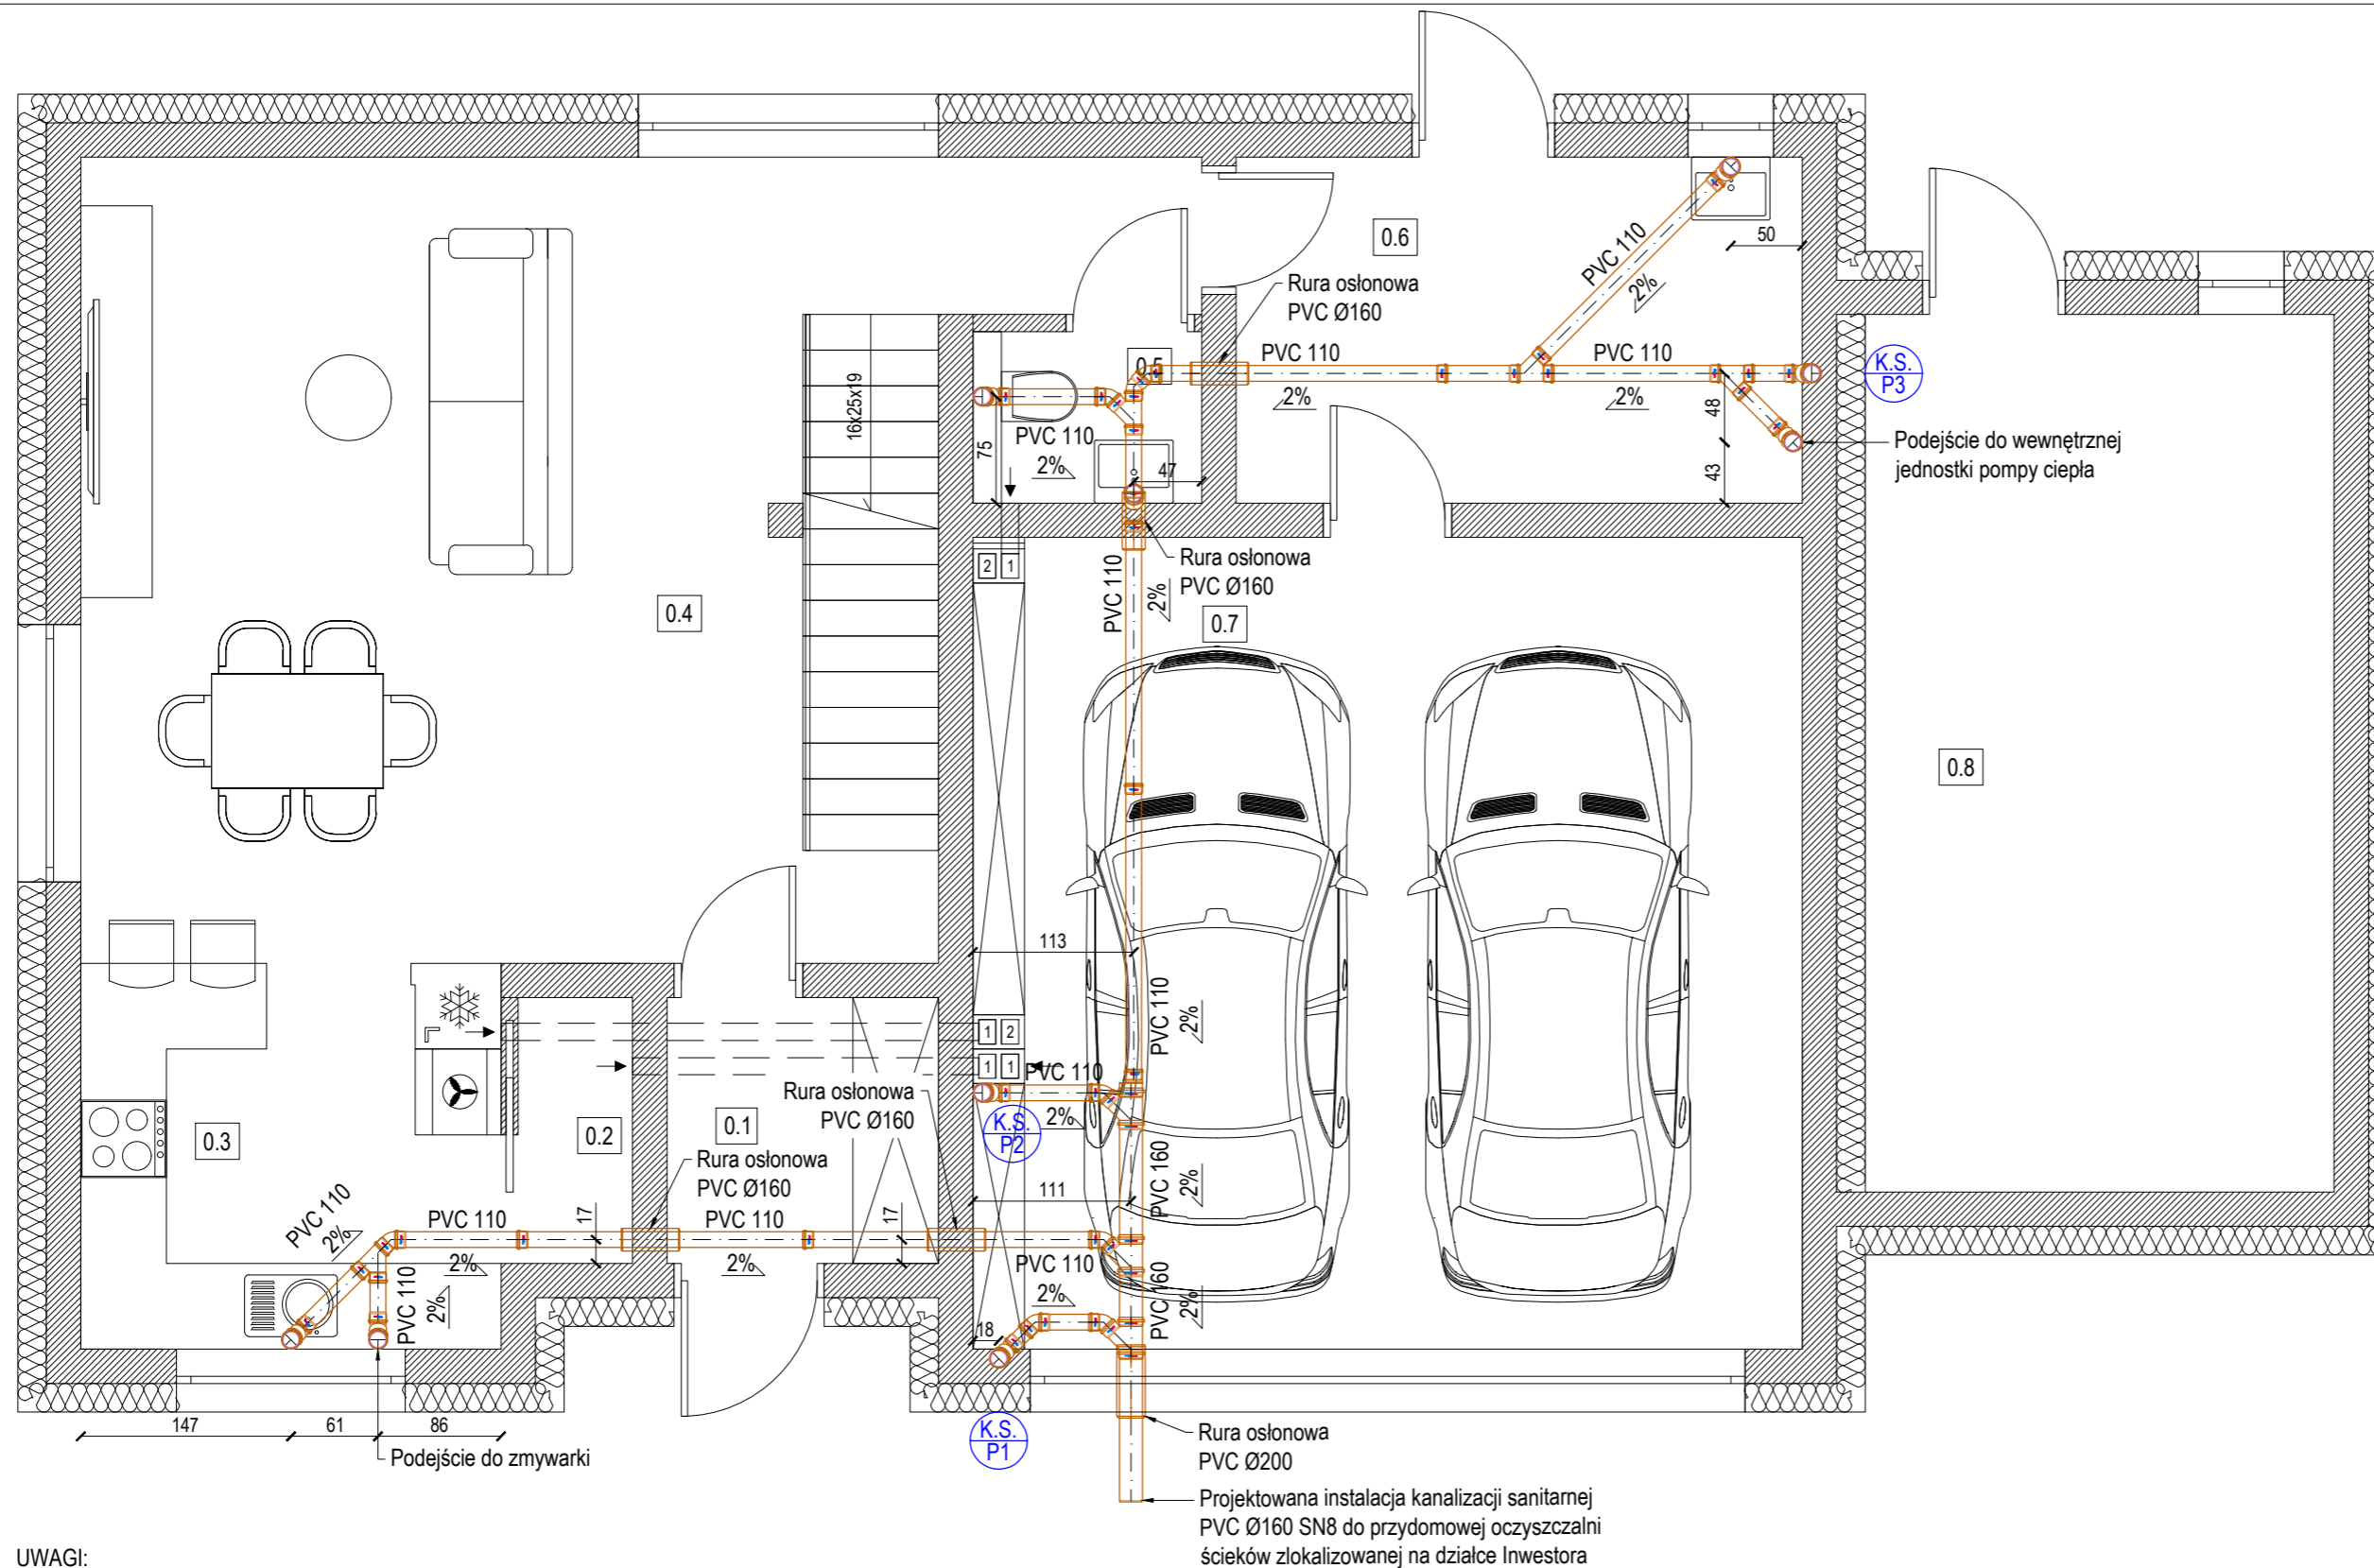 0.6
50
PVC 110
2%
Rura osłonowa
PVC Ø160
PVC 110
2%
PVC 110
2%
K.S.
P3
0.5
48
43
Podejście do wewnętrznej
jednostki pompy ciepła
16x25x19
75
PVC 110
2%
47
Rura osłonowa
PVC Ø160
2 1
PVC 110
2%
0.4
0.7
0.8
113
PVC 110
2%
1 2
1 1
PVC 110
2%
Rura osłonowa
PVC Ø160
K.S.
P2
0.3
0.2
0.1
Rura osłonowa
PVC Ø160
PVC 160
2%
111
PVC 110
2%
PVC 110
2%
17
PVC 110
2%
17
PVC 110
2%
PVC 110
2%
PVC 160
2%
18
147
61
86
Podejście do zmywarki
K.S.
P1
Rura osłonowa
PVC Ø200
Projektowana instalacja kanalizacji sanitarnej
PVC Ø160 SN8 do przydomowej oczyszczalni
ścieków zlokalizowanej na działce Inwestora
UWAGI: